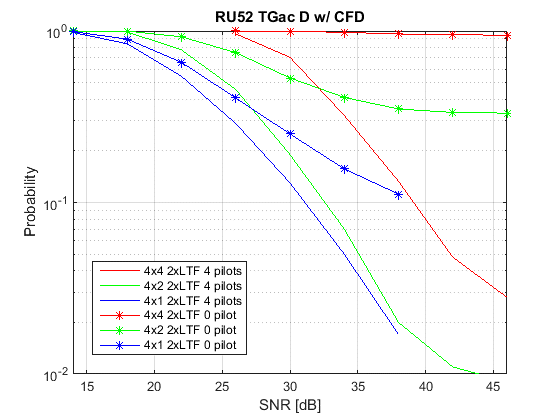 RU52 TGac D w/ CFD
10^0
10^-1
10^-2
Probability
4x4 2xLTF 4 pilots
4x2 2xLTF 4 pilots
4x1 2xLTF 4 pilots
4x4 2xLTF 0 pilot
4x2 2xLTF 0 pilot
4x1 2xLTF 0 pilot
15 20 25 30 35 40 45
SNR [dB]